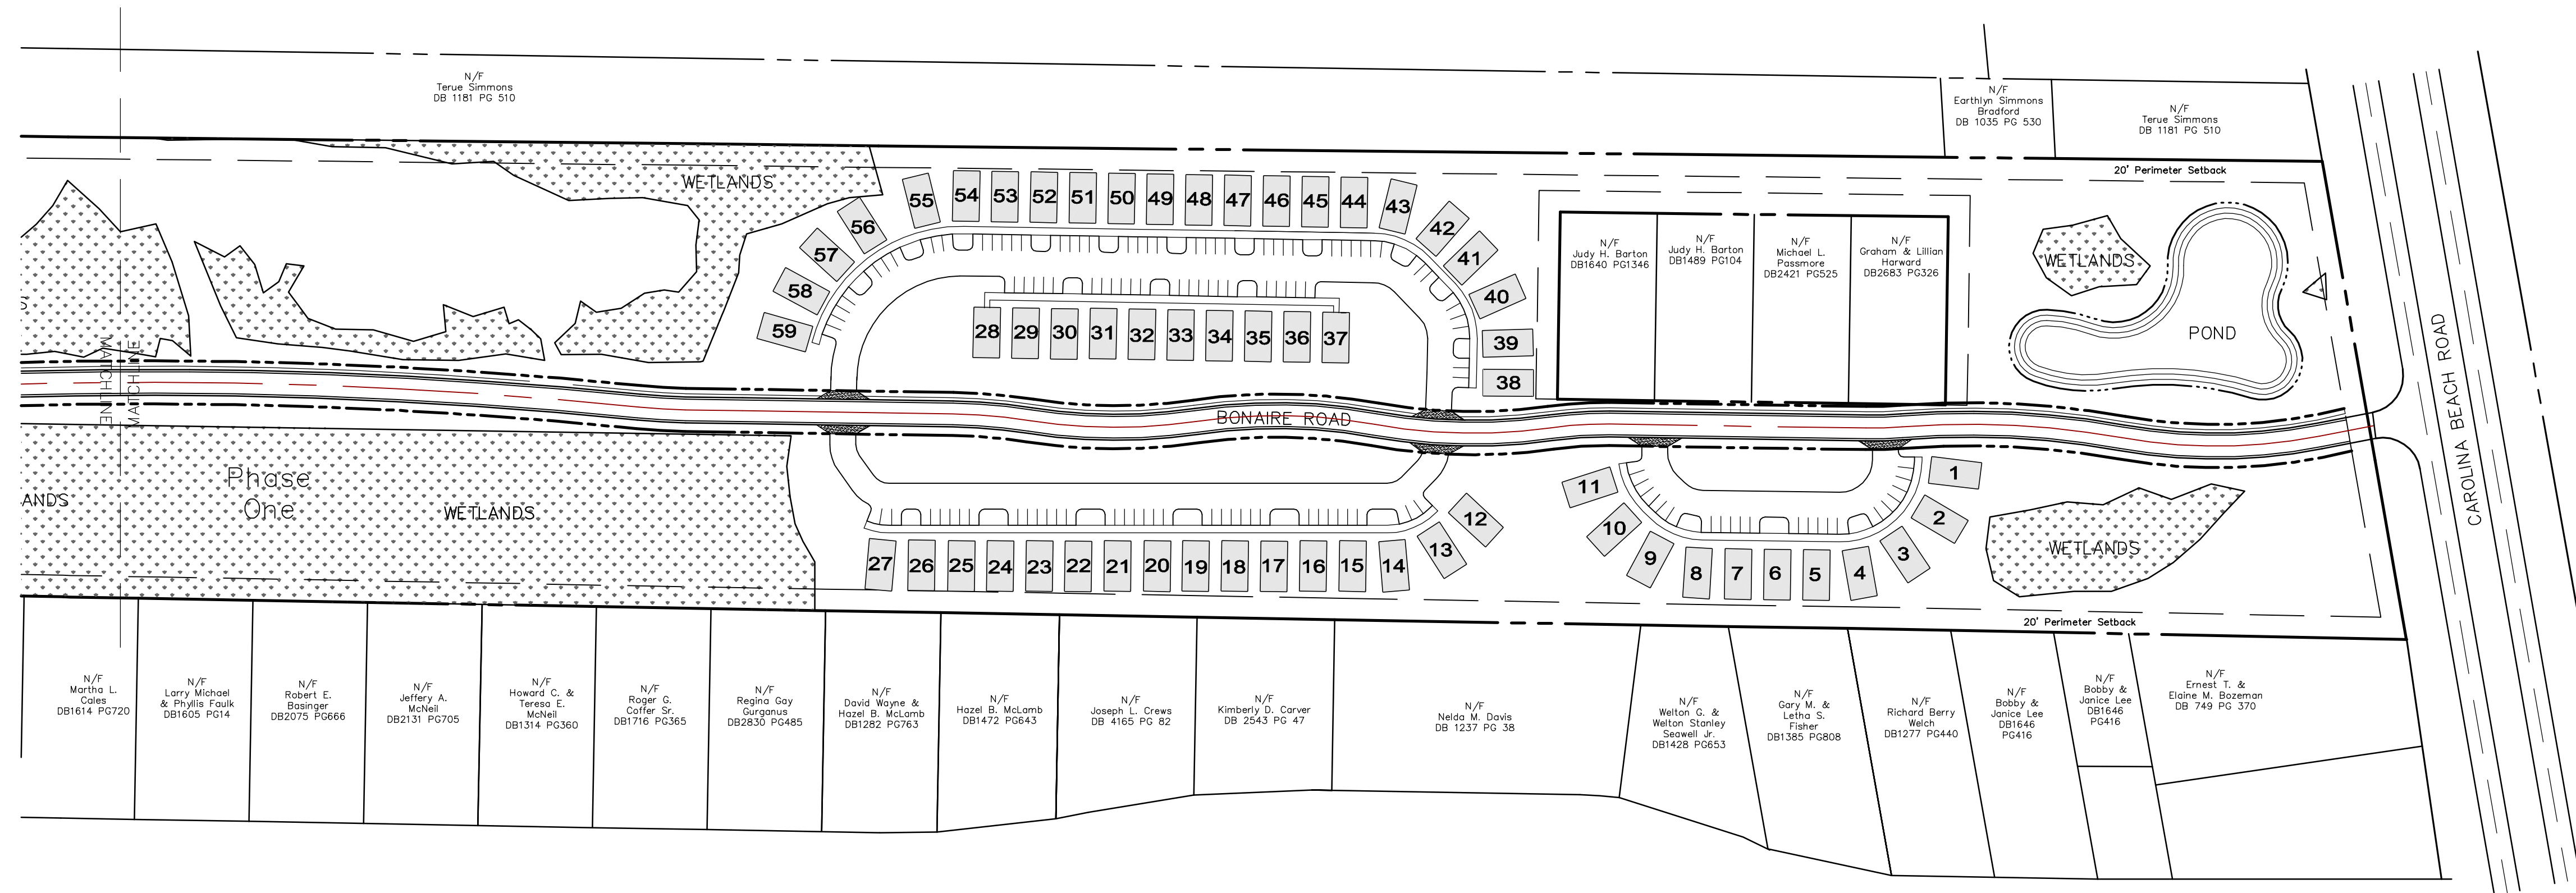 N/F
Terue Simmons
DB 1181 PG 510
N/F
Earthlyn Simmons
Bradford
DB 1035 PG 530
N/F
Terue Simmons
DB 1181 PG 510
20' Perimeter Setback
WETLANDS
55
54
53
52
51
50
49
48
47
46
45
44
43
56
42
57
41
58
40
59
39
38
28
29
30
31
32
33
34
35
36
37
N/F
Judy H. Barton
DB1640 PG1346
N/F
Judy H. Barton
DB1489 PG104
N/F
Michael L.
Passmore
DB2421 PG525
N/F
Graham & Lillian
Harward
DB2683 PG326
WETLANDS
POND
S
MATCHLINE
MATCHLINE
BONAIRE ROAD
CAROLINA BEACH ROAD
ANDS
Phase
One
WETLANDS
27
26
25
24
23
22
21
20
19
18
17
16
15
14
13
12
11
10
9
8
7
6
5
4
3
2
1
WETLANDS
20' Perimeter Setback
N/F
Martha L.
Cales
DB1614 PG720
N/F
Larry Michael
& Phyllis Faulk
DB1605 PG14
N/F
Robert E.
Basinger
DB2075 PG666
N/F
Jeffery A.
McNeil
DB2131 PG705
N/F
Howard C. &
Teresa E.
McNeil
DB1314 PG360
N/F
Roger G.
Coffer Sr.
DB1716 PG365
N/F
Regina Gay
Gurganus
DB2830 PG485
N/F
David Wayne &
Hazel B. McLamb
DB1282 PG763
N/F
Hazel B. McLamb
DB1472 PG643
N/F
Joseph L. Crews
DB 4165 PG 82
N/F
Kimberly D. Carver
DB 2543 PG 47
N/F
Nelda M. Davis
DB 1237 PG 38
N/F
Welton G. &
Welton Stanley
Seawell Jr.
DB1428 PG653
N/F
Gary M. &
Letha S.
Fisher
DB1385 PG808
N/F
Richard Berry
Welch
DB1277 PG440
N/F
Bobby &
Janice Lee
DB1646
PG416
N/F
Bobby &
Janice Lee
DB1646
PG416
N/F
Ernest T. &
Elaine M. Bozeman
DB 749 PG 370